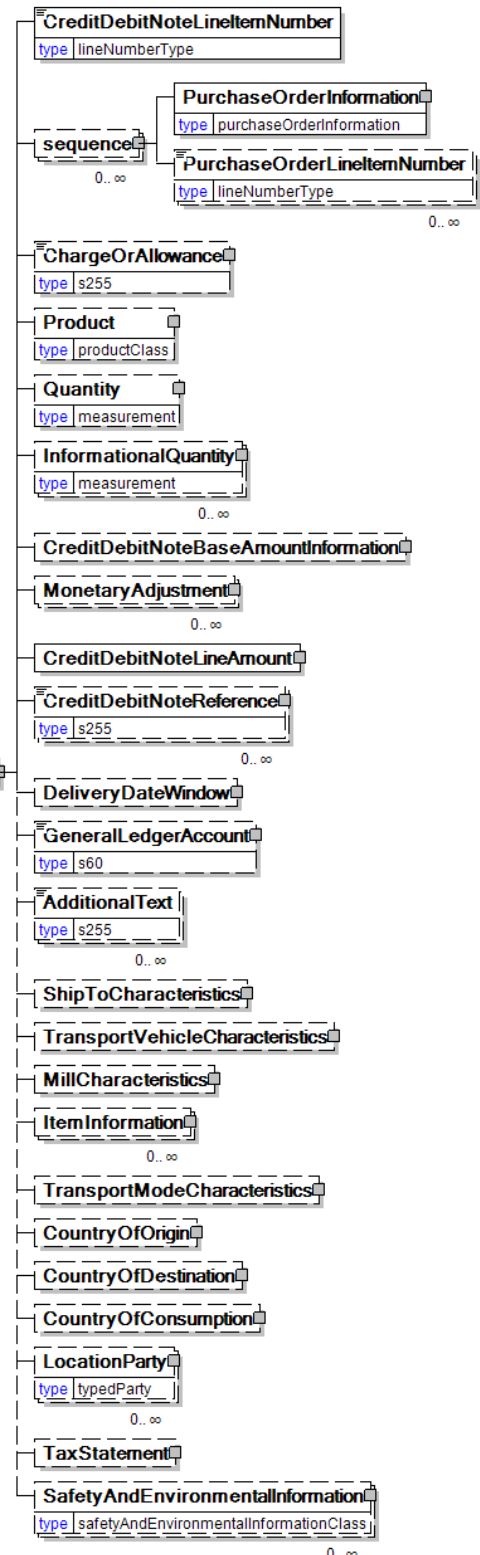 CreditDebitNoteLineItemNumber
type lineNumberType
PurchaseOrderInformation
type purchaseOrderInformation
sequence
0.. ∞
PurchaseOrderLineItemNumber
type lineNumberType
0.. ∞
ChargeOrAllowance
type s255
Product
type productClass
Quantity
type measurement
InformationalQuantity
type measurement
0.. ∞
CreditDebitNoteBaseAmountInformation
MonetaryAdjustment
0.. ∞
CreditDebitNoteLineAmount
CreditDebitNoteReference
type s255
0.. ∞
DeliveryDateWindow
GeneralLedgerAccount
type s60
AdditionalText
type s255
0.. ∞
ShipToCharacteristics
TransportVehicleCharacteristics
MillCharacteristics
ItemInformation
0.. ∞
TransportModeCharacteristics
CountryOfOrigin
CountryOfDestination
CountryOfConsumption
LocationParty
type typedParty
0.. ∞
TaxStatement
SafetyAndEnvironmentalInformation
type safetyAndEnvironmentalInformationClass
0.. ∞